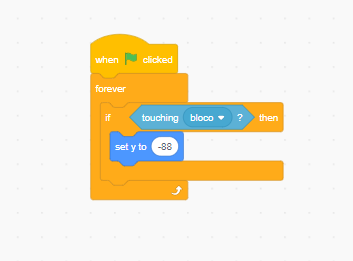 when clicked
forever
if touching bloco ? then
set y to -88